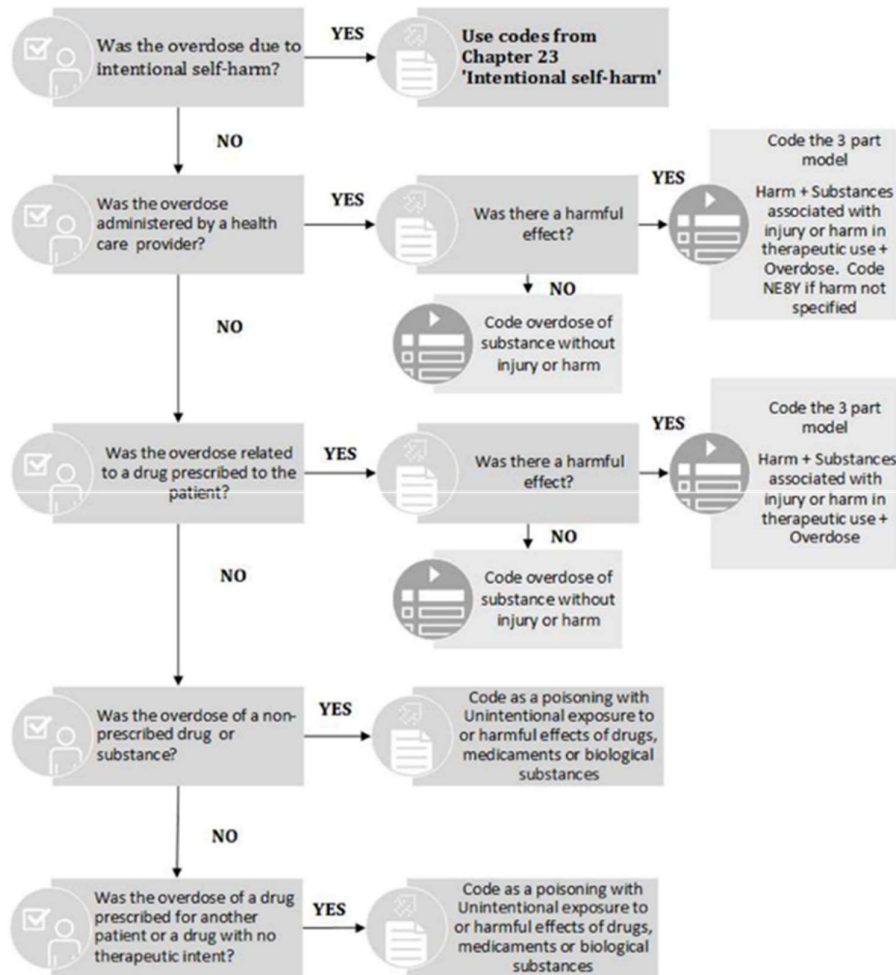 Was the overdose due to
intentional self-harm?
YES
Use codes from
Chapter 23
'Intentional self-harm'
NO
Was the overdose
administered by a health
care provider?
YES
Was there a harmful
effect?
YES
Code the 3 part
model
Harm + Substances
associated with
injury or harm in
therapeutic use +
Overdose. Code
NE8Y if harm not
specified
NO
Code overdose of
substance without
injury or harm
NO
Was the overdose related
to a drug prescribed to the
patient?
YES
Was there a harmful
effect?
YES
Code the 3 part
model
Harm + Substances
associated with
injury or harm in
therapeutic use +
Overdose
NO
Code overdose of
substance without
injury or harm
NO
Was the overdose of a non-
prescribed drug or
substance?
YES
Code as a poisoning with
Unintentional exposure to
or harmful effects of drugs,
medicaments or biological
substances
NO
Was the overdose of a drug
prescribed for another
patient or a drug with no
therapeutic intent?
YES
Code as a poisoning with
Unintentional exposure to
or harmful effects of drugs,
medicaments or biological
substances